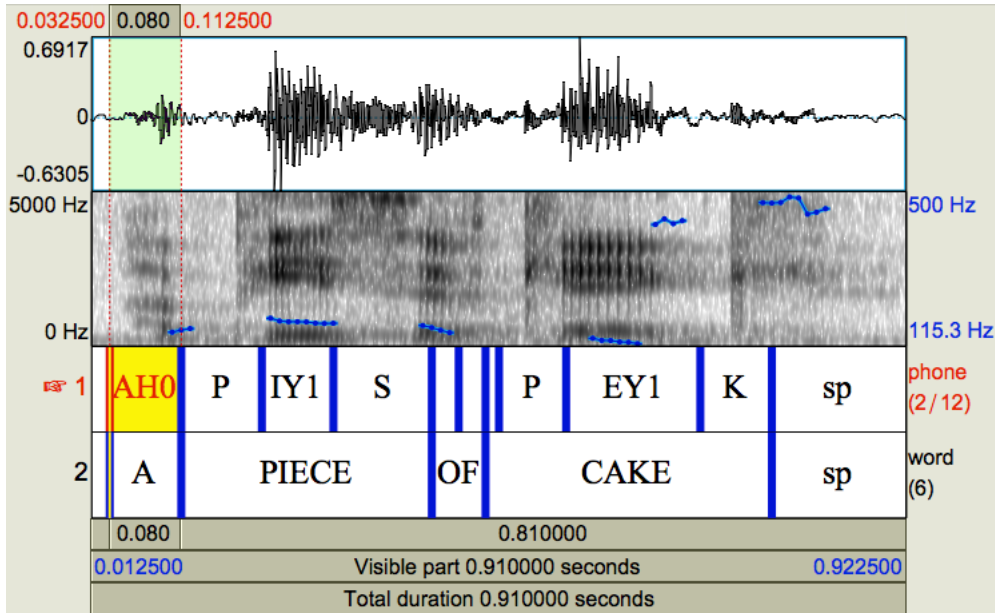 0.032500 0.080 0.112500
0.6917
0
-0.6305
5000 Hz 500 Hz
0 Hz 115.3 Hz
☞ 1 AH0 P IY1 S P EY1 K sp phone (2 / 12)
2 A PIECE OF CAKE sp word (6)
0.080 0.810000
0.012500 Visible part 0.910000 seconds 0.922500
Total duration 0.910000 seconds